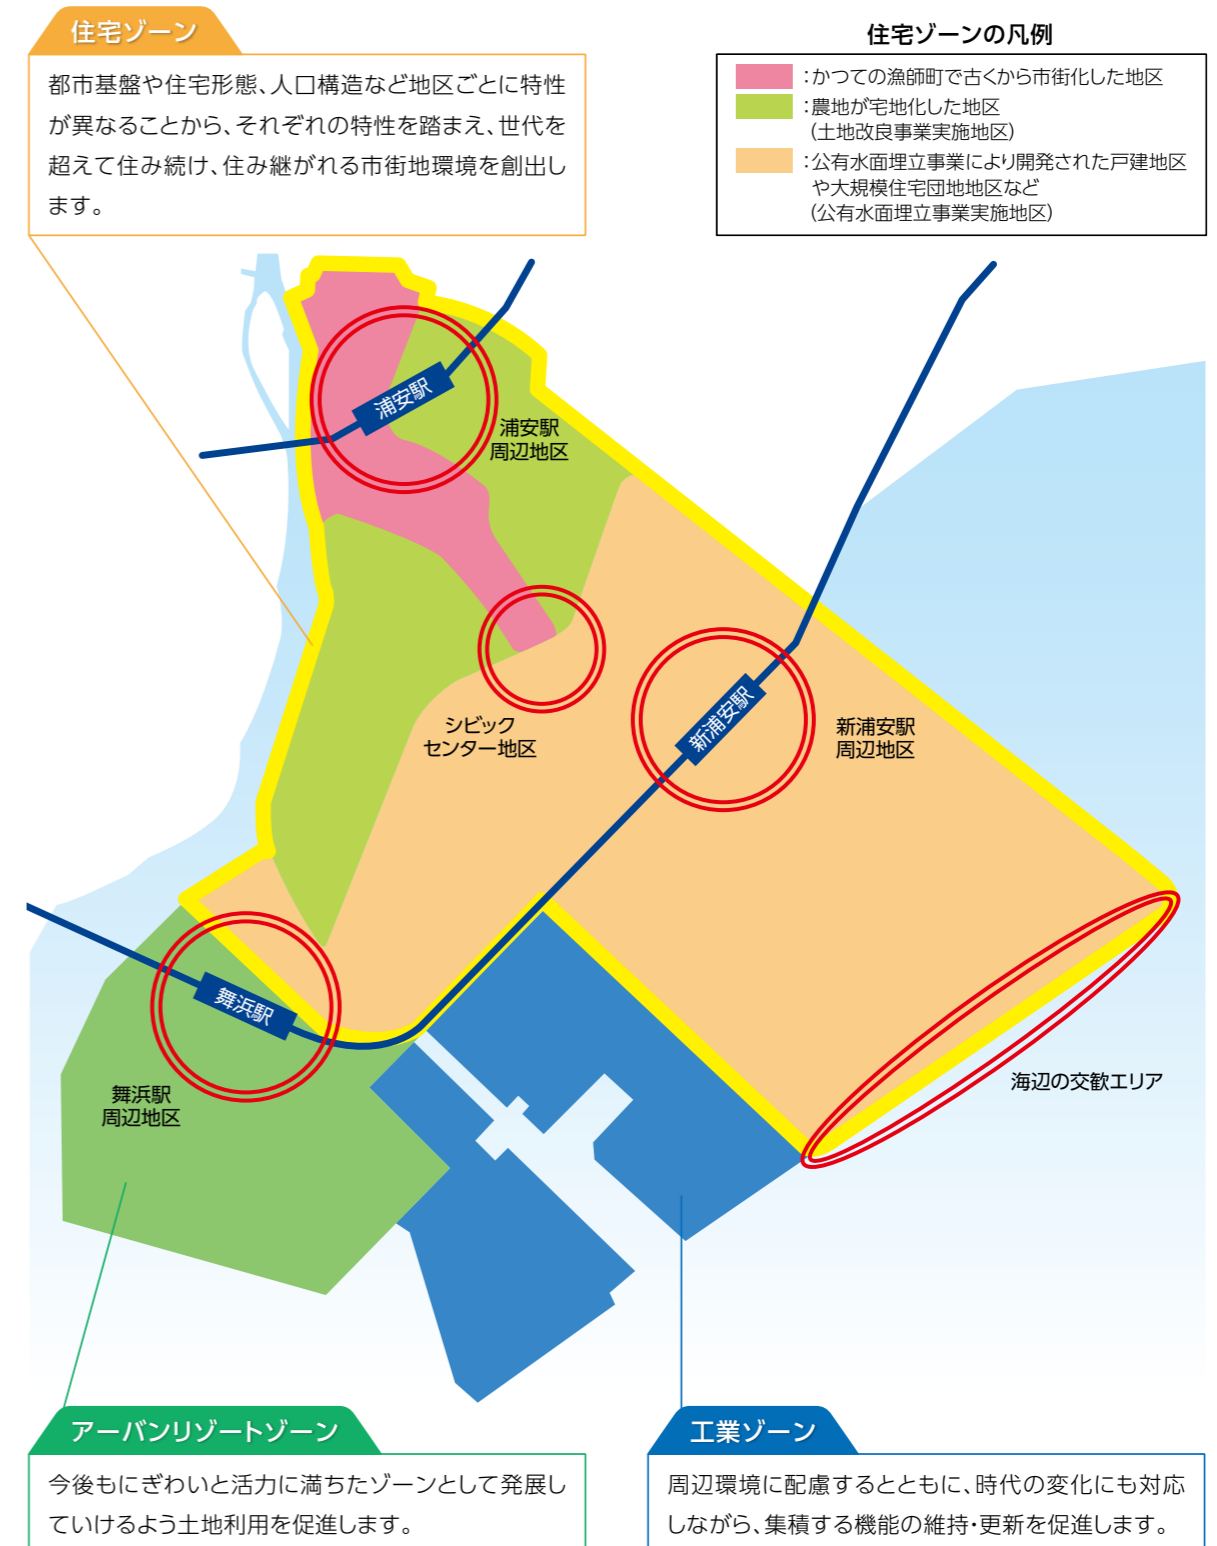 住宅ゾーン
都市基盤や住宅形態、人口構造など地区ごとに特性
が異なることから、それぞれの特性を踏まえ、世代を
超えて住み続け、住み継がれる市街地環境を創出し
ます。
住宅ゾーンの凡例
：かつての漁師町で古くから市街化した地区
：農地が宅地化した地区
（土地改良事業実施地区）
：公有水面埋立事業により開発された戸建地区
や大規模住宅団地地区など
（公有水面埋立事業実施地区）
浦安駅
浦安駅
周辺地区
シビック
センター地区
新浦安駅
新浦安駅
周辺地区
舞浜駅
舞浜駅
周辺地区
海辺の交歓エリア
アーバンリゾートゾーン
今後もにぎわいと活力に満ちたゾーンとして発展し
ていけるよう土地利用を促進します。
工業ゾーン
周辺環境に配慮するとともに、時代の変化にも対応
しながら、集積する機能の維持・更新を促進します。